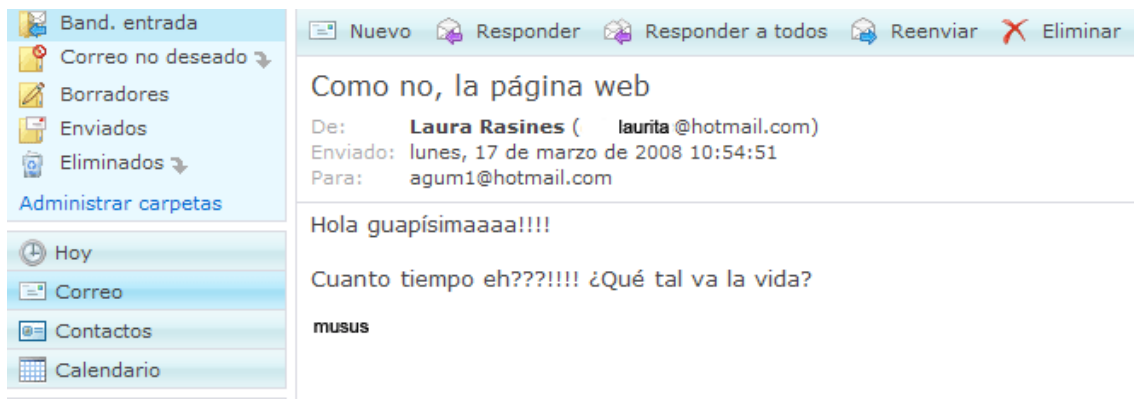 Band. entrada
Correo no deseado
Borradores
Enviados
Eliminados
Administrar carpetas
Hoy
Correo
Contactos
Calendario
Nuevo Responder Responder a todos Reenviar Eliminar
Como no, la página web
De: Laura Rasines ( laurita @hotmail.com)
Enviado: lunes, 17 de marzo de 2008 10:54:51
Para: agum1@hotmail.com
Hola guapísimaaaa!!!!
Cuanto tiempo eh???!!!! ¿Qué tal va la vida?
musus